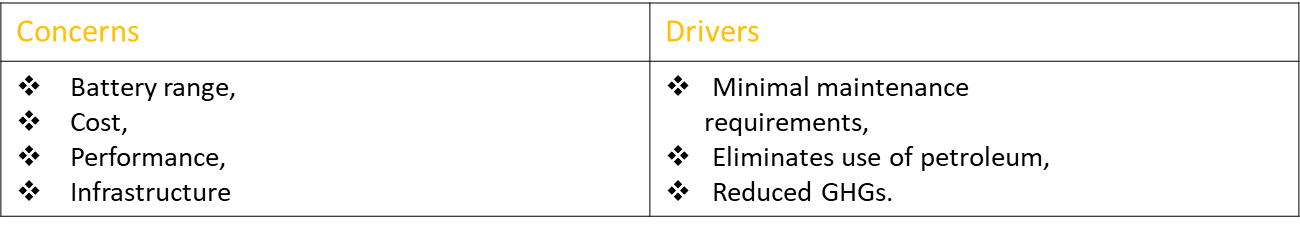 Concerns
Drivers
❖ Battery range,
❖ Cost,
❖ Performance,
❖ Infrastructure
❖ Minimal maintenance
requirements,
❖ Eliminates use of petroleum,
❖ Reduced GHGs.